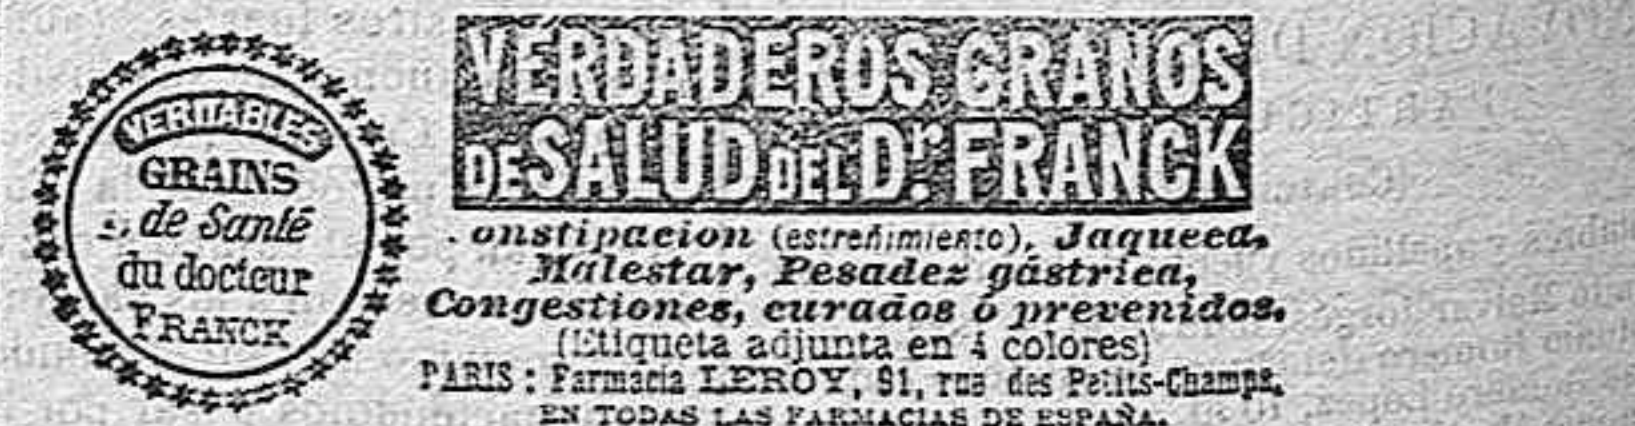 VERITABLES
GRAINS
de Santé
du docteur
FRANCK
VERDADEROS GRANOS
DE SALUD DEL Dr. FRANCK
onstipacion (estreñimiento), Jaqueca,
Malestar, Pesadez gástrica,
Congestiones, curados ó prevenidos.
(Etiqueta adjunta en 4 colores)
PARIS : Farmacia LEROY, 91, rue des Petits-Champs.
EN TODAS LAS FARMACIAS DE ESPAÑA.